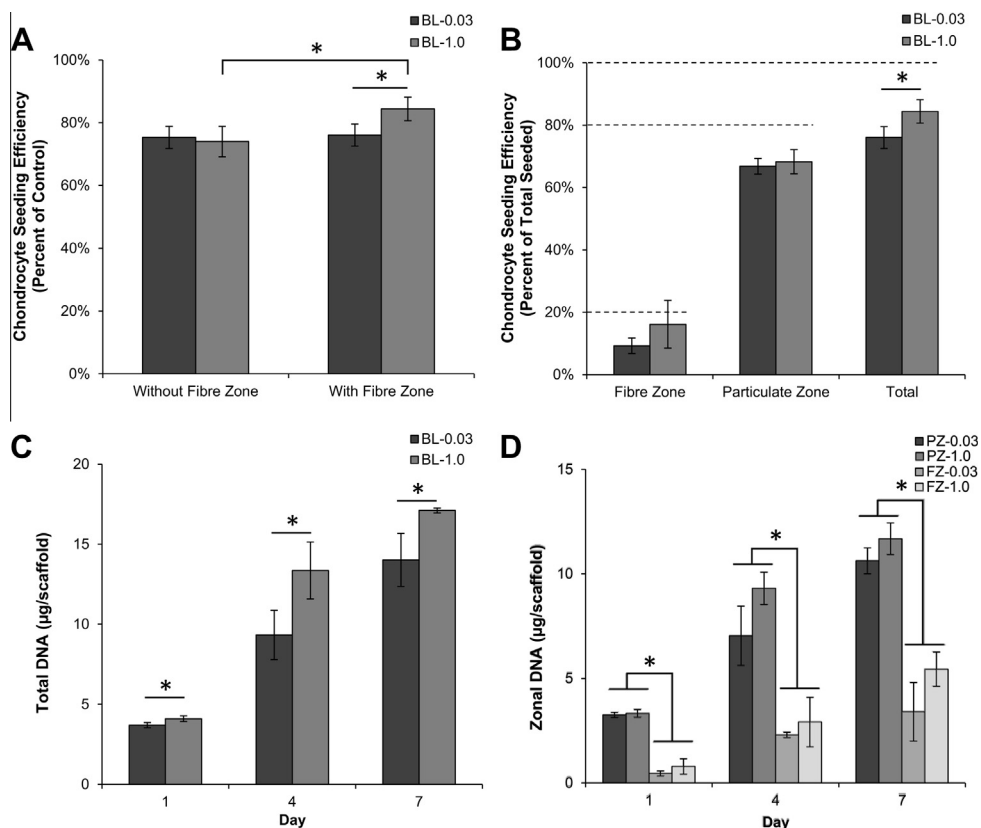 A
BL-0.03
BL-1.0
Chondrocyte Seeding Efficiency
(Percent of Control)
100%
80%
60%
40%
20%
0%
*
*
Without Fibre Zone
With Fibre Zone
B
BL-0.03
BL-1.0
Chondrocyte Seeding Efficiency
(Percent of Total Seeded)
100%
80%
60%
40%
20%
0%
*
Fibre Zone
Particulate Zone
Total
C
BL-0.03
BL-1.0
Total DNA (µg/scaffold)
20
15
10
5
0
*
*
*
1
4
7
Day
D
PZ-0.03
PZ-1.0
FZ-0.03
FZ-1.0
Zonal DNA (µg/scaffold)
15
10
5
0
*
*
*
1
4
7
Day